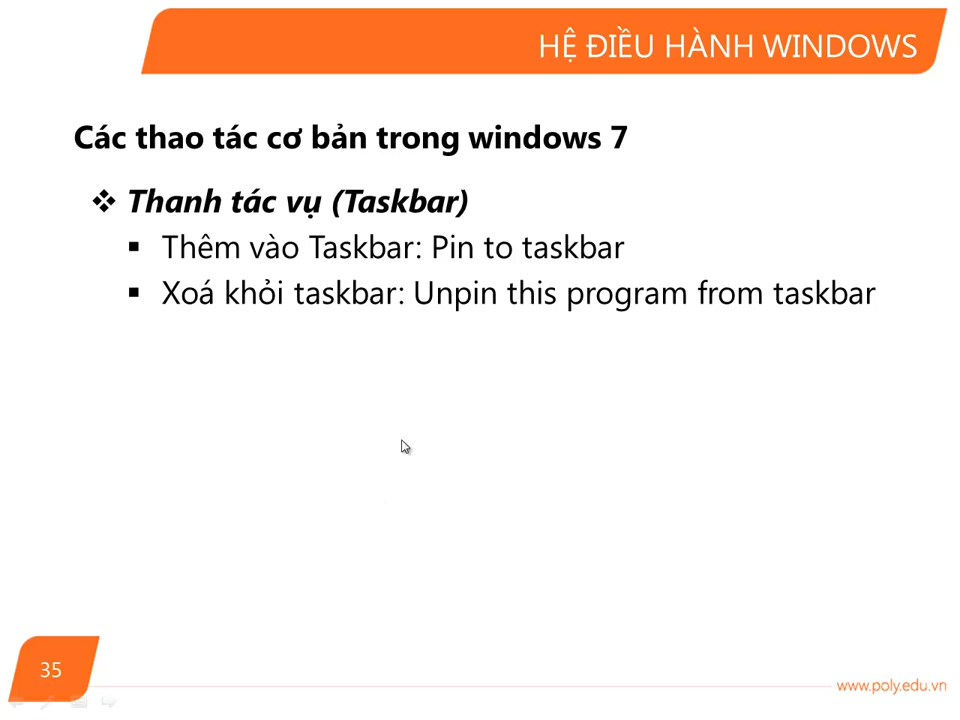 HỆ ĐIỀU HÀNH WINDOWS
Các thao tác cơ bản trong windows 7
❖ Thanh tác vụ (Taskbar)
▪ Thêm vào Taskbar: Pin to taskbar
▪ Xoá khỏi taskbar: Unpin this program from taskbar
35
www.poly.edu.vn